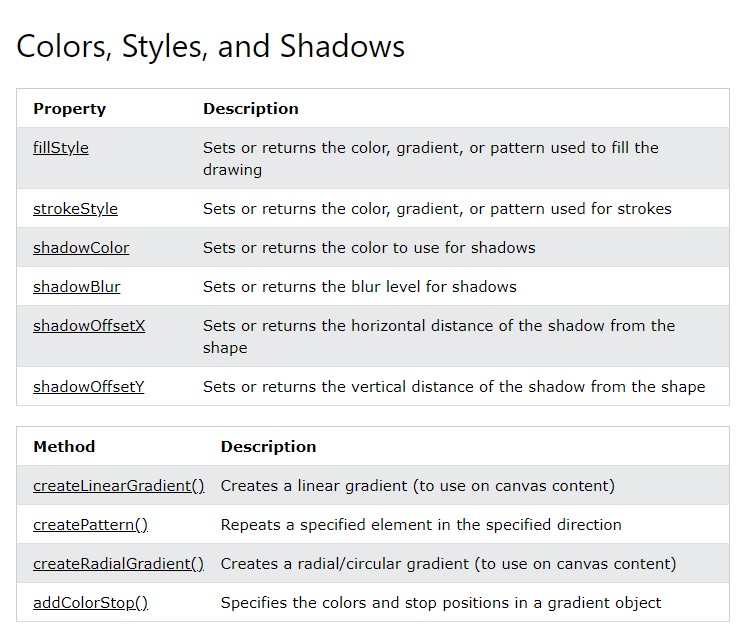 Colors, Styles, and Shadows
Property Description
fillStyle Sets or returns the color, gradient, or pattern used to fill the
drawing
strokeStyle Sets or returns the color, gradient, or pattern used for strokes
shadowColor Sets or returns the color to use for shadows
shadowBlur Sets or returns the blur level for shadows
shadowOffsetX Sets or returns the horizontal distance of the shadow from the
shape
shadowOffsetY Sets or returns the vertical distance of the shadow from the shape
Method Description
createLinearGradient() Creates a linear gradient (to use on canvas content)
createPattern() Repeats a specified element in the specified direction
createRadialGradient() Creates a radial/circular gradient (to use on canvas content)
addColorStop() Specifies the colors and stop positions in a gradient object